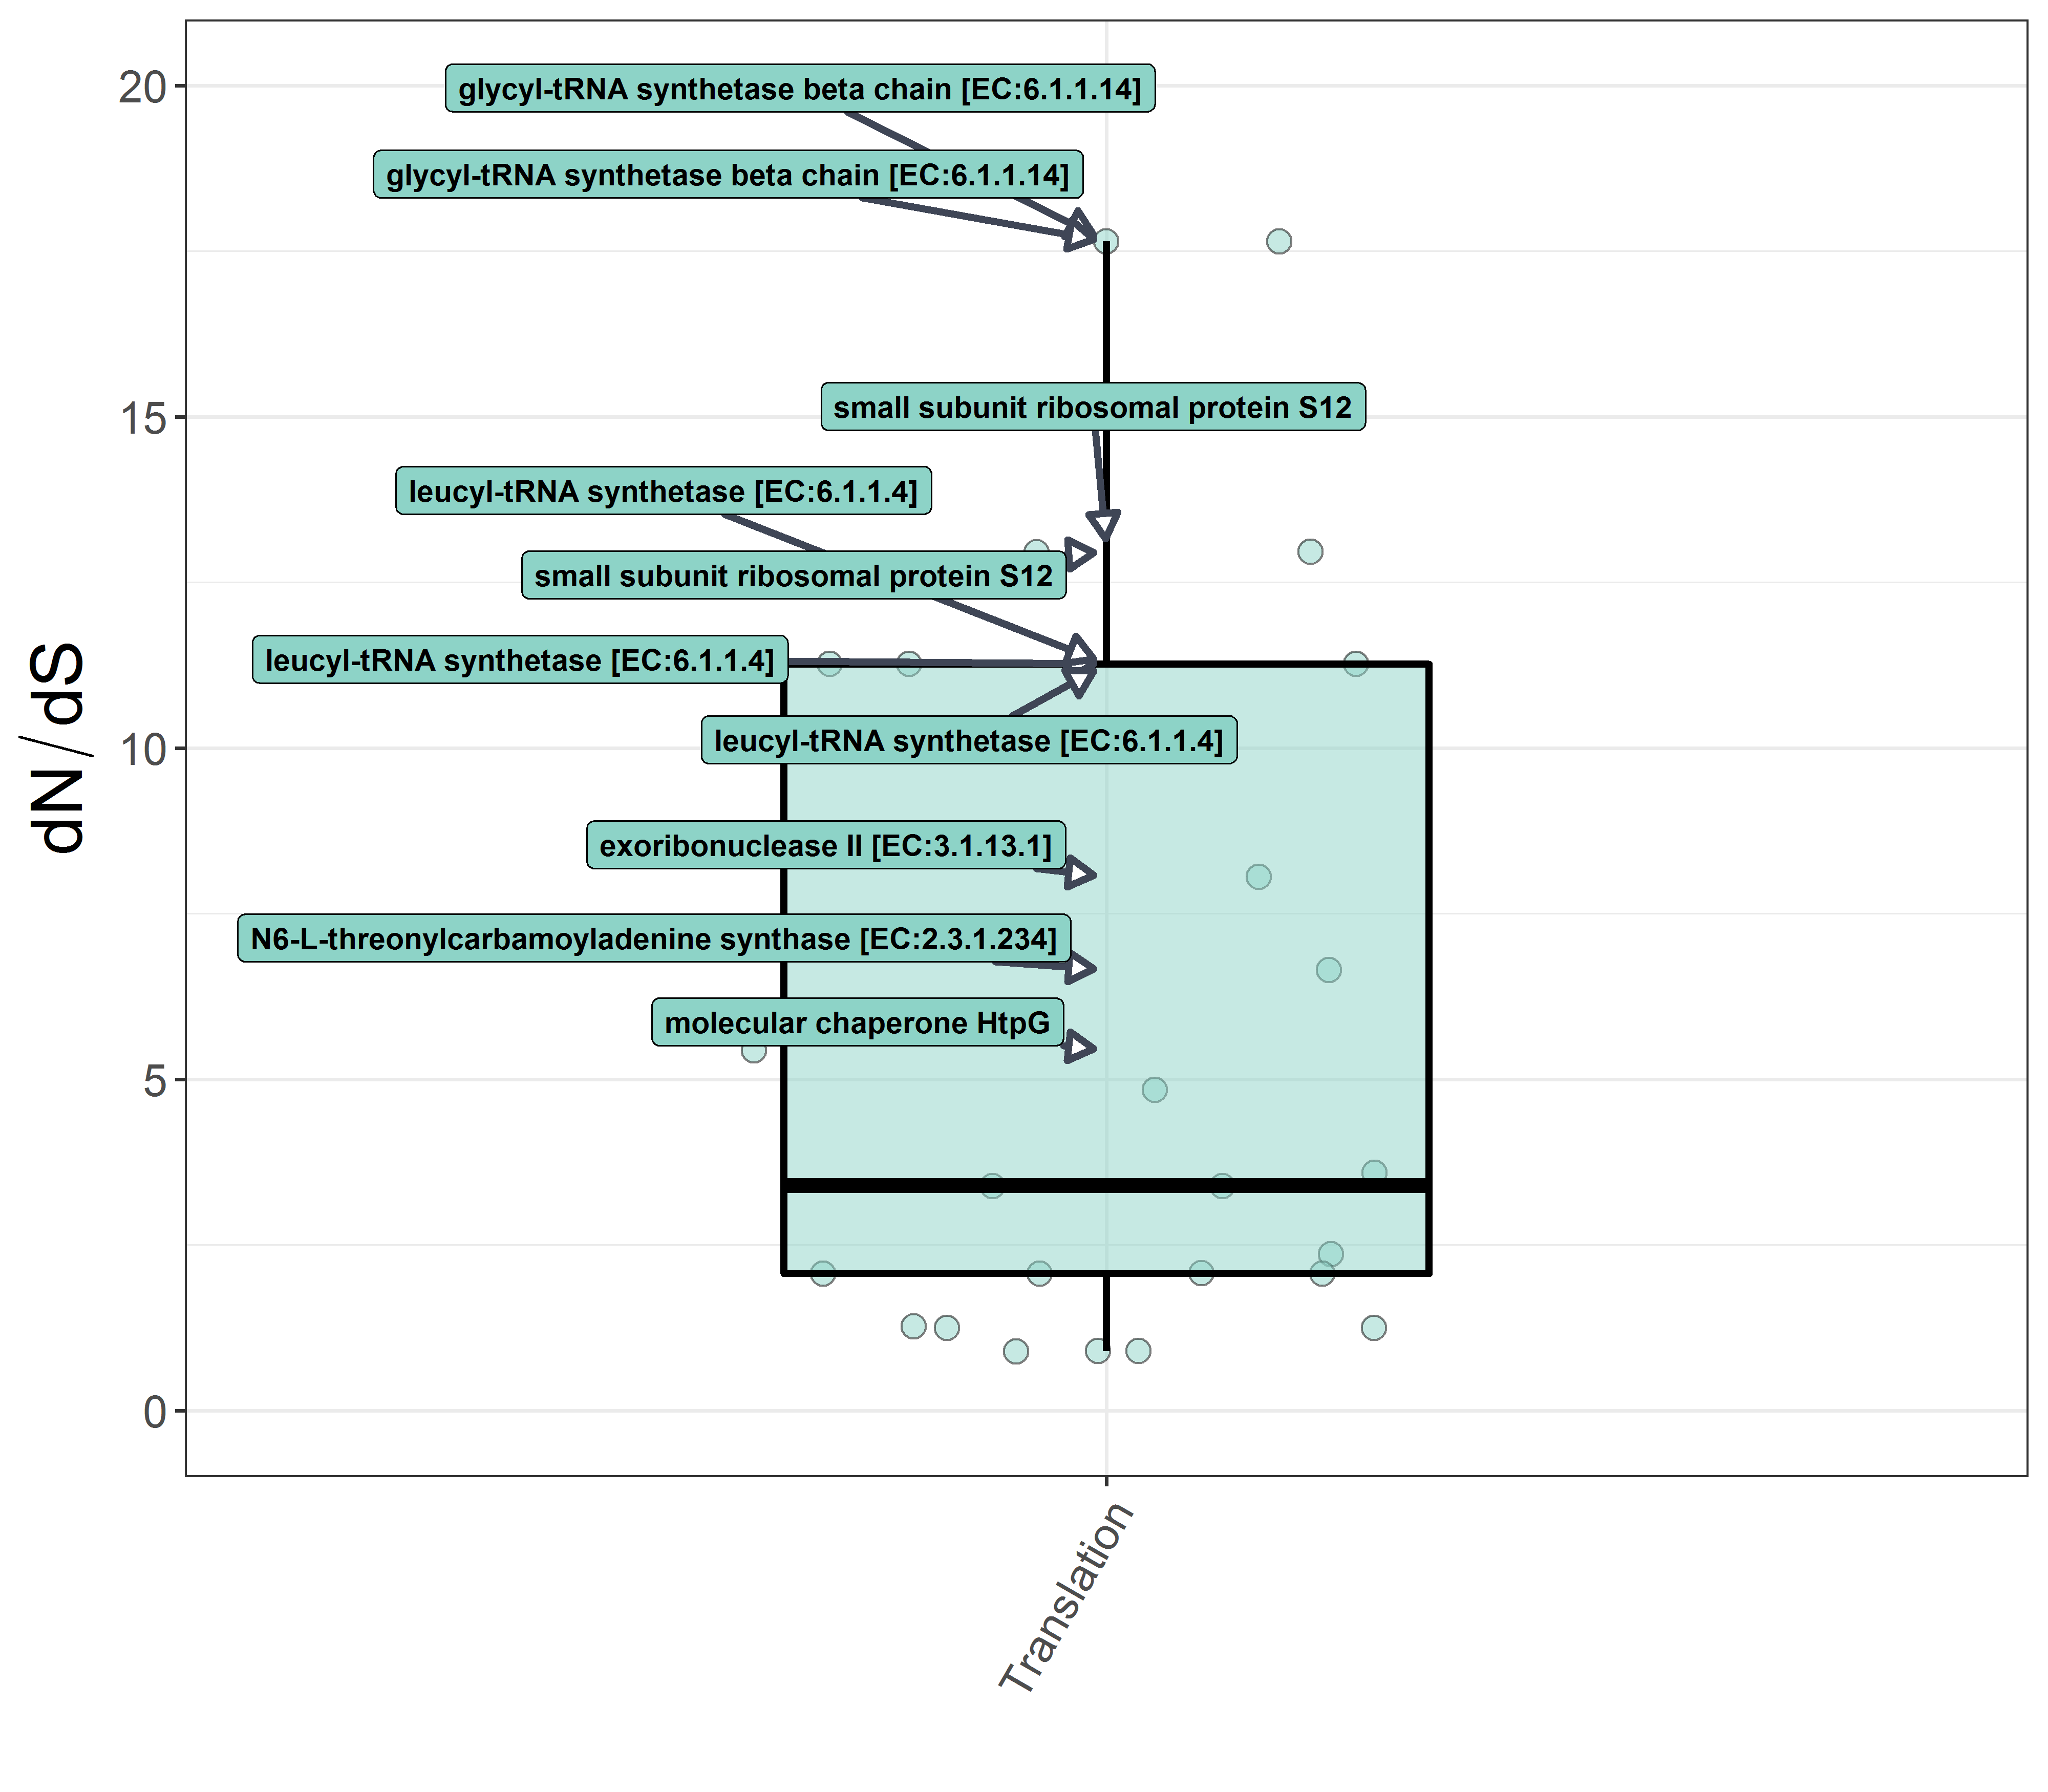 20
glycyl-tRNA synthetase beta chain [EC:6.1.1.14]
glycyl-tRNA synthetase beta chain [EC:6.1.1.14]
15
small subunit ribosomal protein S12
leucyl-tRNA synthetase [EC:6.1.1.4]
small subunit ribosomal protein S12
leucyl-tRNA synthetase [EC:6.1.1.4]
dN / dS
10
leucyl-tRNA synthetase [EC:6.1.1.4]
exoribonuclease II [EC:3.1.13.1]
N6-L-threonylcarbamoyladenine synthase [EC:2.3.1.234]
molecular chaperone HtpG
5
0
Translation